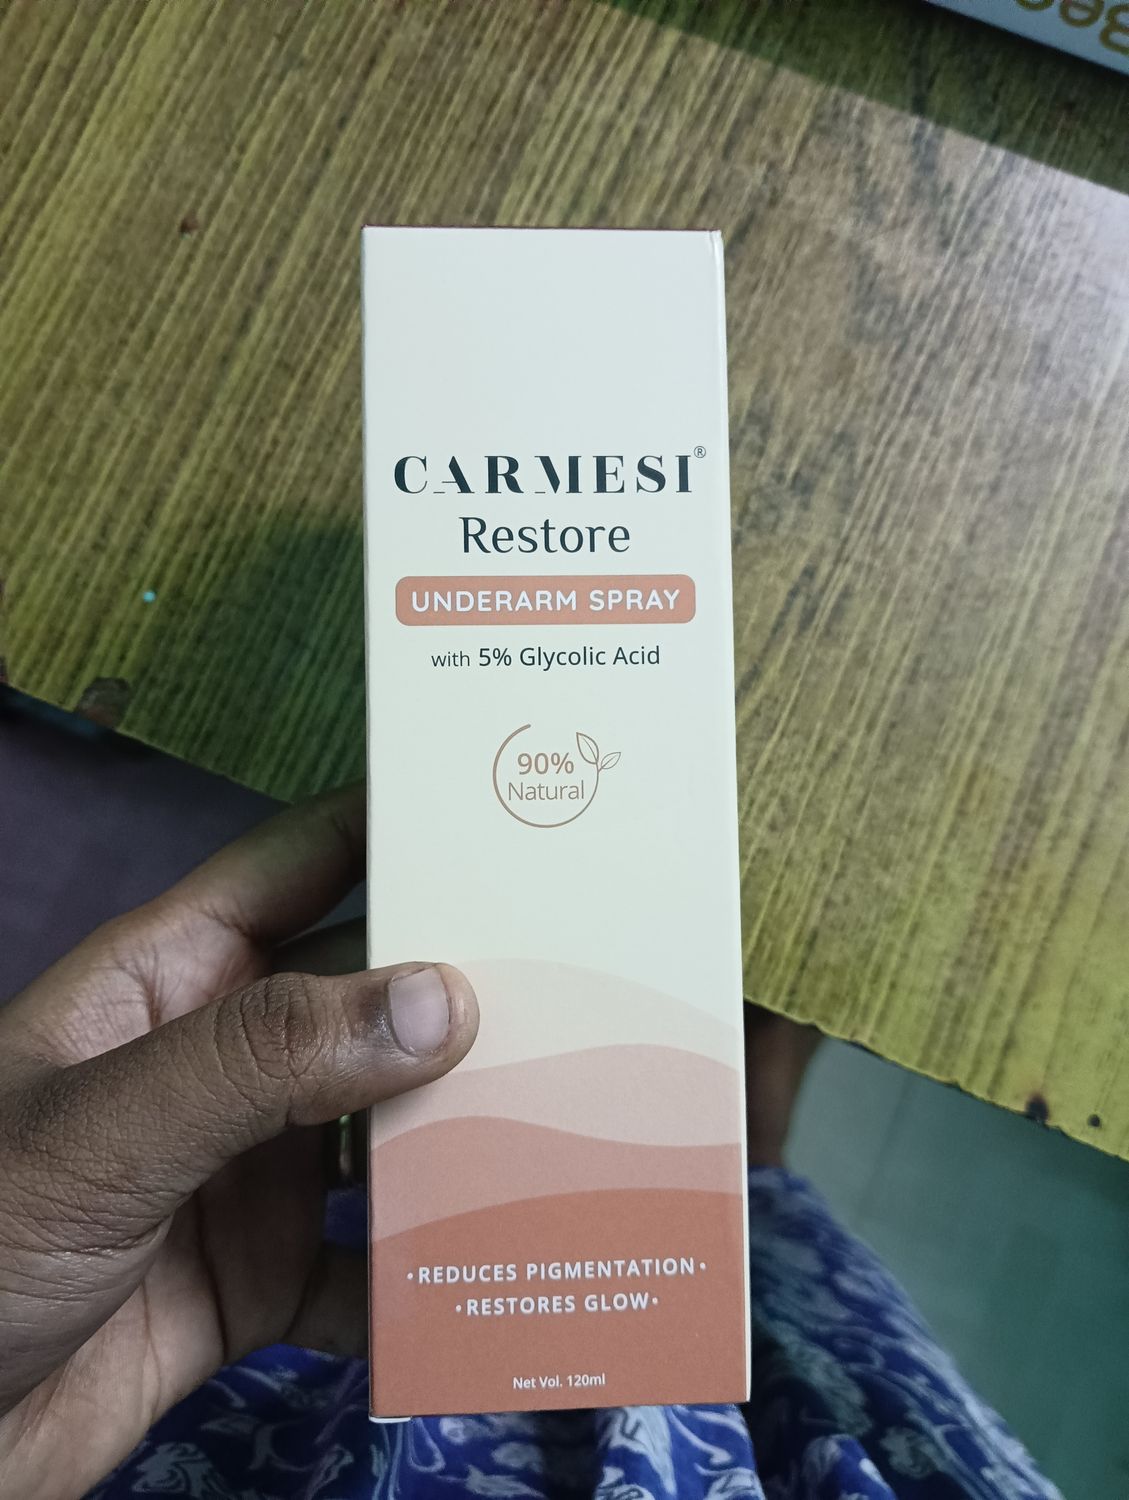 CARMESI®
Restore
UNDERARM SPRAY
with 5% Glycolic Acid
90%
Natural
•REDUCES PIGMENTATION•
•RESTORES GLOW•
Net Vol. 120ml